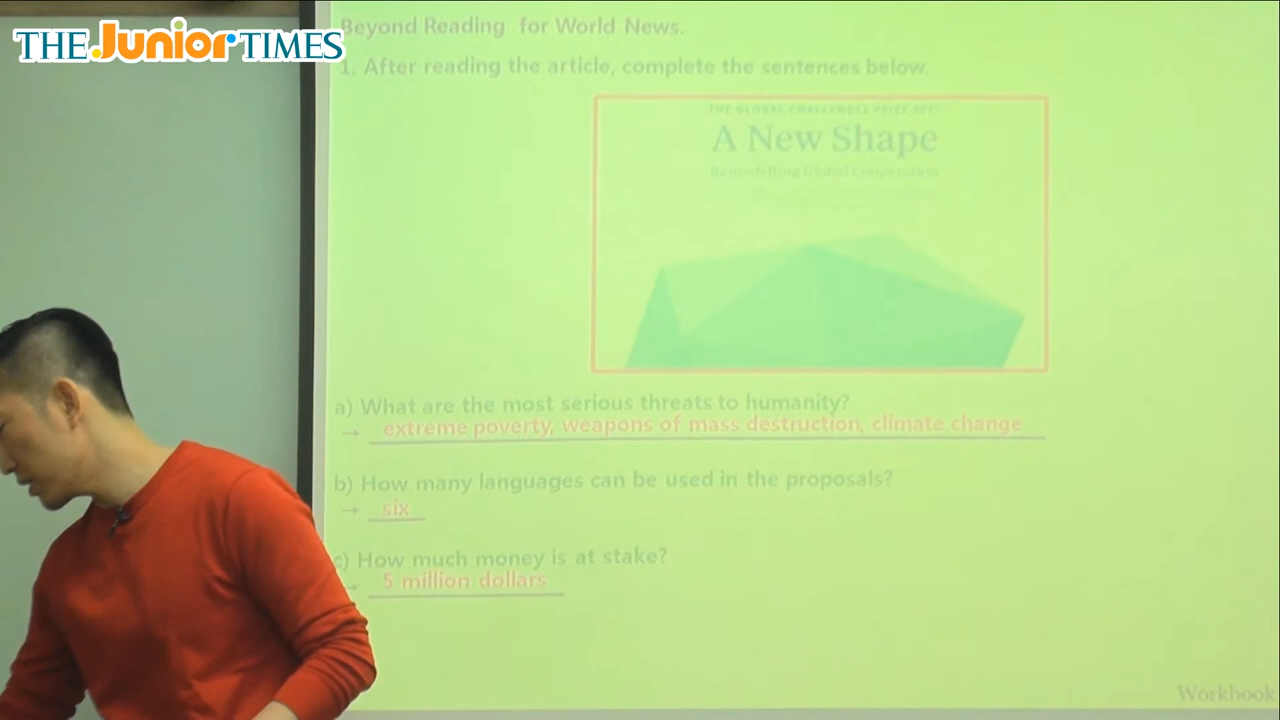 THE Junior TIMES
Beyond Reading for World News.
1. After reading the article, complete the sentences below.
THE GLOBAL CHALLENGES PRIZE 2017
A New Shape
Remodelling Global Cooperation
a) What are the most serious threats to humanity?
→ extreme poverty, weapons of mass destruction, climate change
b) How many languages can be used in the proposals?
→ six
c) How much money is at stake?
→ 5 million dollars
Workbook